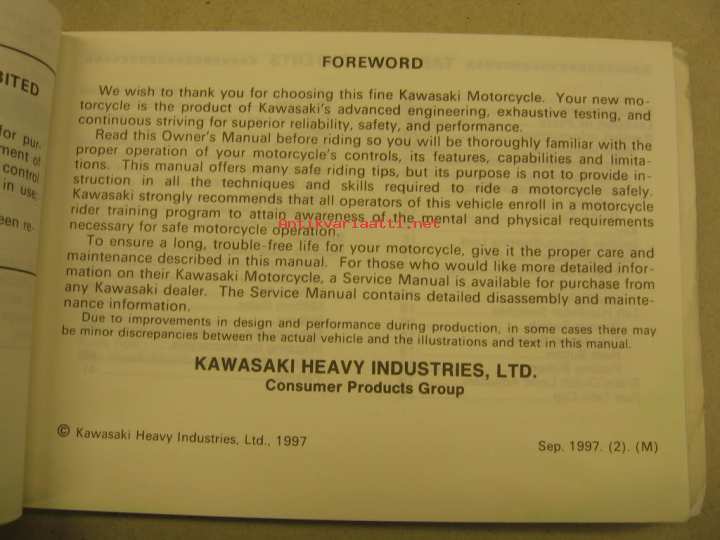 BITED
for pur-
ment of
control
in use;
een re-
FOREWORD
We wish to thank you for choosing this fine Kawasaki Motorcycle. Your new mo-
torcycle is the product of Kawasaki's advanced engineering, exhaustive testing, and
continuous striving for superior reliability, safety, and performance.
Read this Owner's Manual before riding so you will be thoroughly familiar with the
proper operation of your motorcycle's controls, its features, capabilities and limita-
tions. This manual offers many safe riding tips, but its purpose is not to provide in-
struction in all the techniques and skills required to ride a motorcycle safely.
Kawasaki strongly recommends that all operators of this vehicle enroll in a motorcycle
rider training program to attain awareness of the mental and physical requirements
necessary for safe motorcycle operation.
Antikvariaatti.net
To ensure a long, trouble-free life for your motorcycle, give it the proper care and
maintenance described in this manual. For those who would like more detailed infor-
mation on their Kawasaki Motorcycle, a Service Manual is available for purchase from
any Kawasaki dealer. The Service Manual contains detailed disassembly and mainte-
nance information.
Due to improvements in design and performance during production, in some cases there may
be minor discrepancies between the actual vehicle and the illustrations and text in this manual.
KAWASAKI HEAVY INDUSTRIES, LTD.
Consumer Products Group
© Kawasaki Heavy Industries, Ltd., 1997
Sep. 1997. (2). (M)